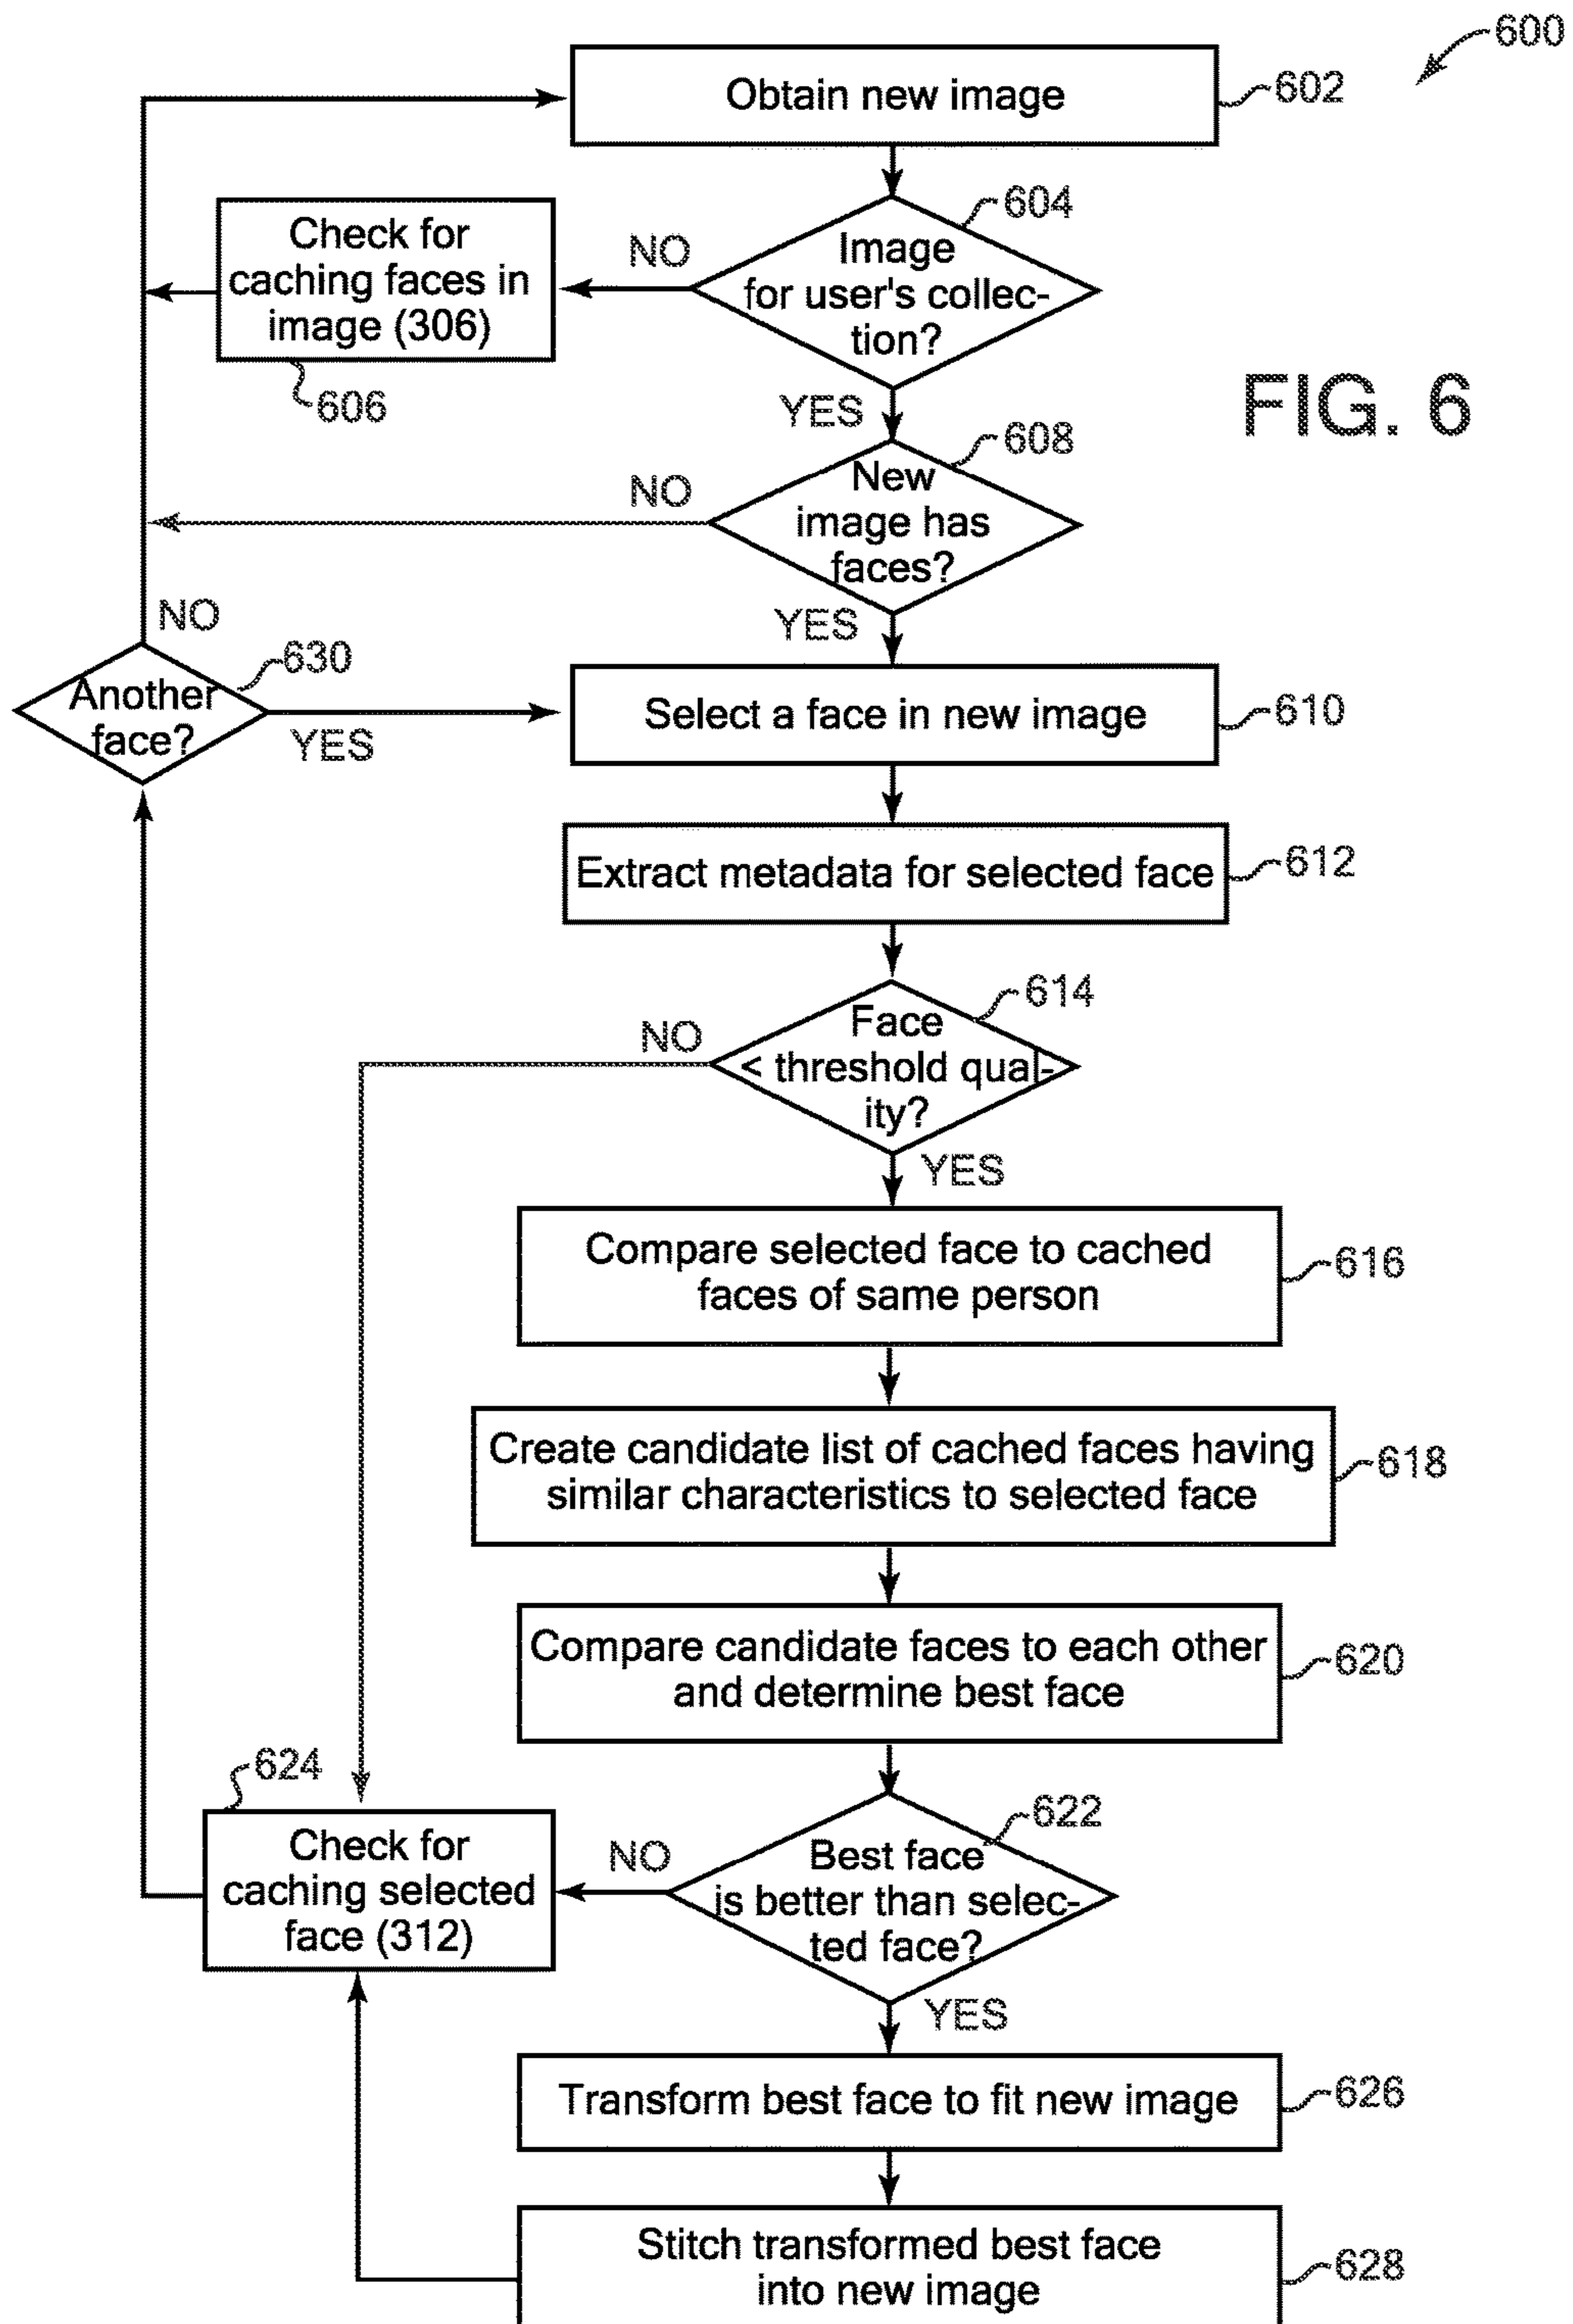 600
Obtain new image
602
604
Image
for user's collec-
tion?
NO
Check for
caching faces in
image (306)
606
YES
FIG. 6
608
New
image has
faces?
NO
YES
NO
630
Another
face?
YES
Select a face in new image
610
Extract metadata for selected face
612
614
Face
< threshold qual-
ity?
NO
YES
Compare selected face to cached
faces of same person
616
Create candidate list of cached faces having
similar characteristics to selected face
618
Compare candidate faces to each other
and determine best face
620
624
Check for
caching selected
face (312)
NO
622
Best face
is better than selec-
ted face?
YES
Transform best face to fit new image
626
Stitch transformed best face
into new image
628